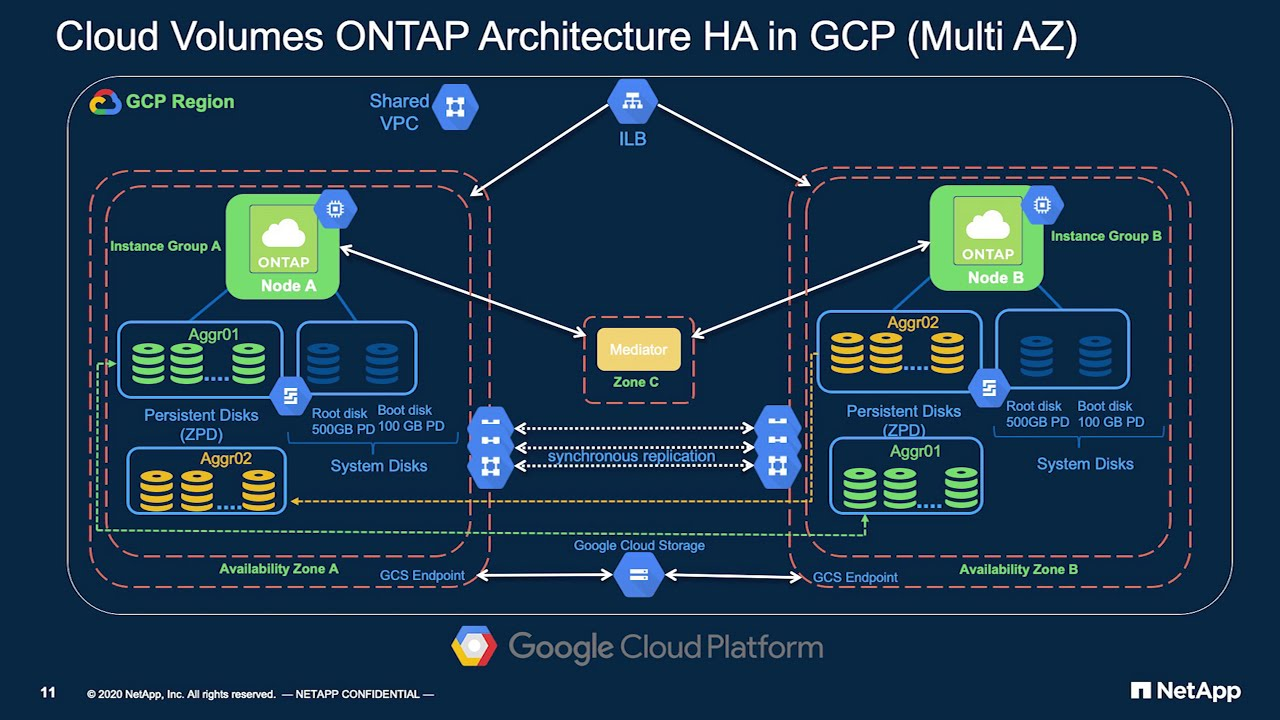 Cloud Volumes ONTAP Architecture HA in GCP (Multi AZ)
GCP Region
Shared
VPC
ILB
Instance Group A
ONTAP
Node A
Aggr01
Persistent Disks
(ZPD)
Root disk
500GB PD
Boot disk
100 GB PD
System Disks
Aggr02
Availability Zone A
GCS Endpoint
Mediator
Zone C
synchronous replication
Google Cloud Storage
Instance Group B
ONTAP
Node B
Aggr02
Persistent Disks
(ZPD)
Root disk
500GB PD
Boot disk
100 GB PD
System Disks
Aggr01
GCS Endpoint
Availability Zone B
Google Cloud Platform
11
© 2020 NetApp, Inc. All rights reserved. — NETAPP CONFIDENTIAL —
NetApp